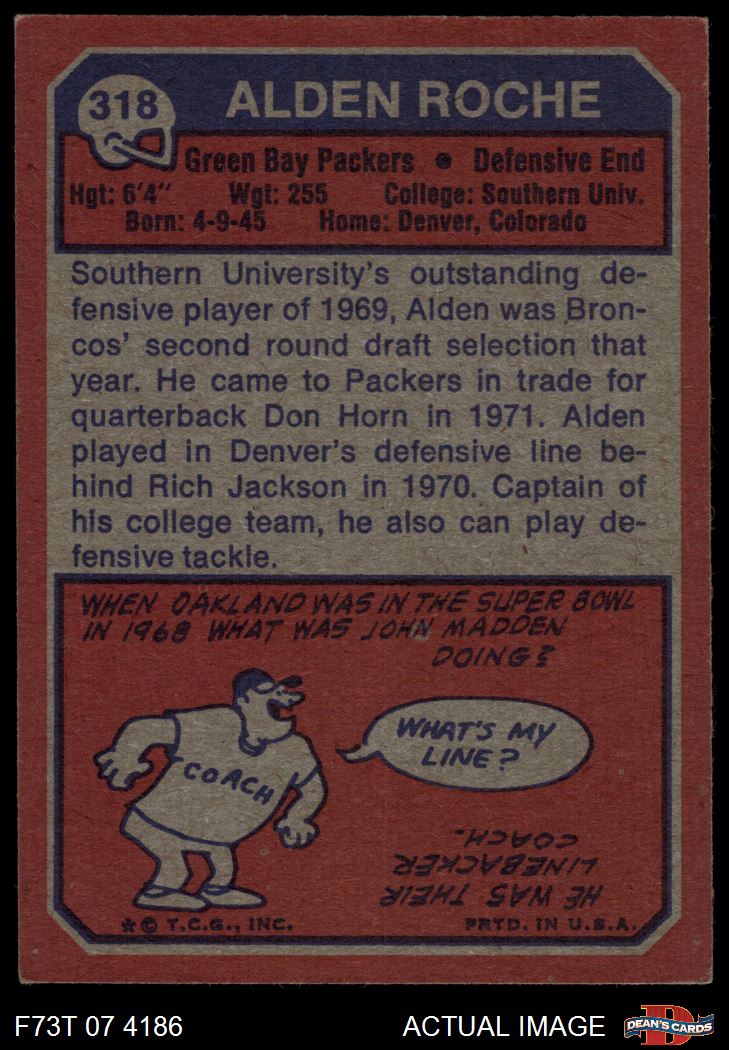 318
ALDEN ROCHE
Green Bay Packers • Defensive End
Hgt: 6'4" Wgt: 255 College: Southern Univ.
Born: 4-9-45 Home: Denver, Colorado
Southern University's outstanding de-
fensive player of 1969, Alden was Bron-
cos' second round draft selection that
year. He came to Packers in trade for
quarterback Don Horn in 1971. Alden
played in Denver's defensive line be-
hind Rich Jackson in 1970. Captain of
his college team, he also can play de-
fensive tackle.
WHEN OAKLAND WAS IN THE SUPER BOWL
IN 1968 WHAT WAS JOHN MADDEN
DOING?
WHAT'S MY
LINE?
COACH
HE WAS THEIR
LINEBACKER
COACH.
*© T.C.G., INC. PRTD. IN U.S.A.
F73T 07 4186 ACTUAL IMAGE DEAN'S CARDS